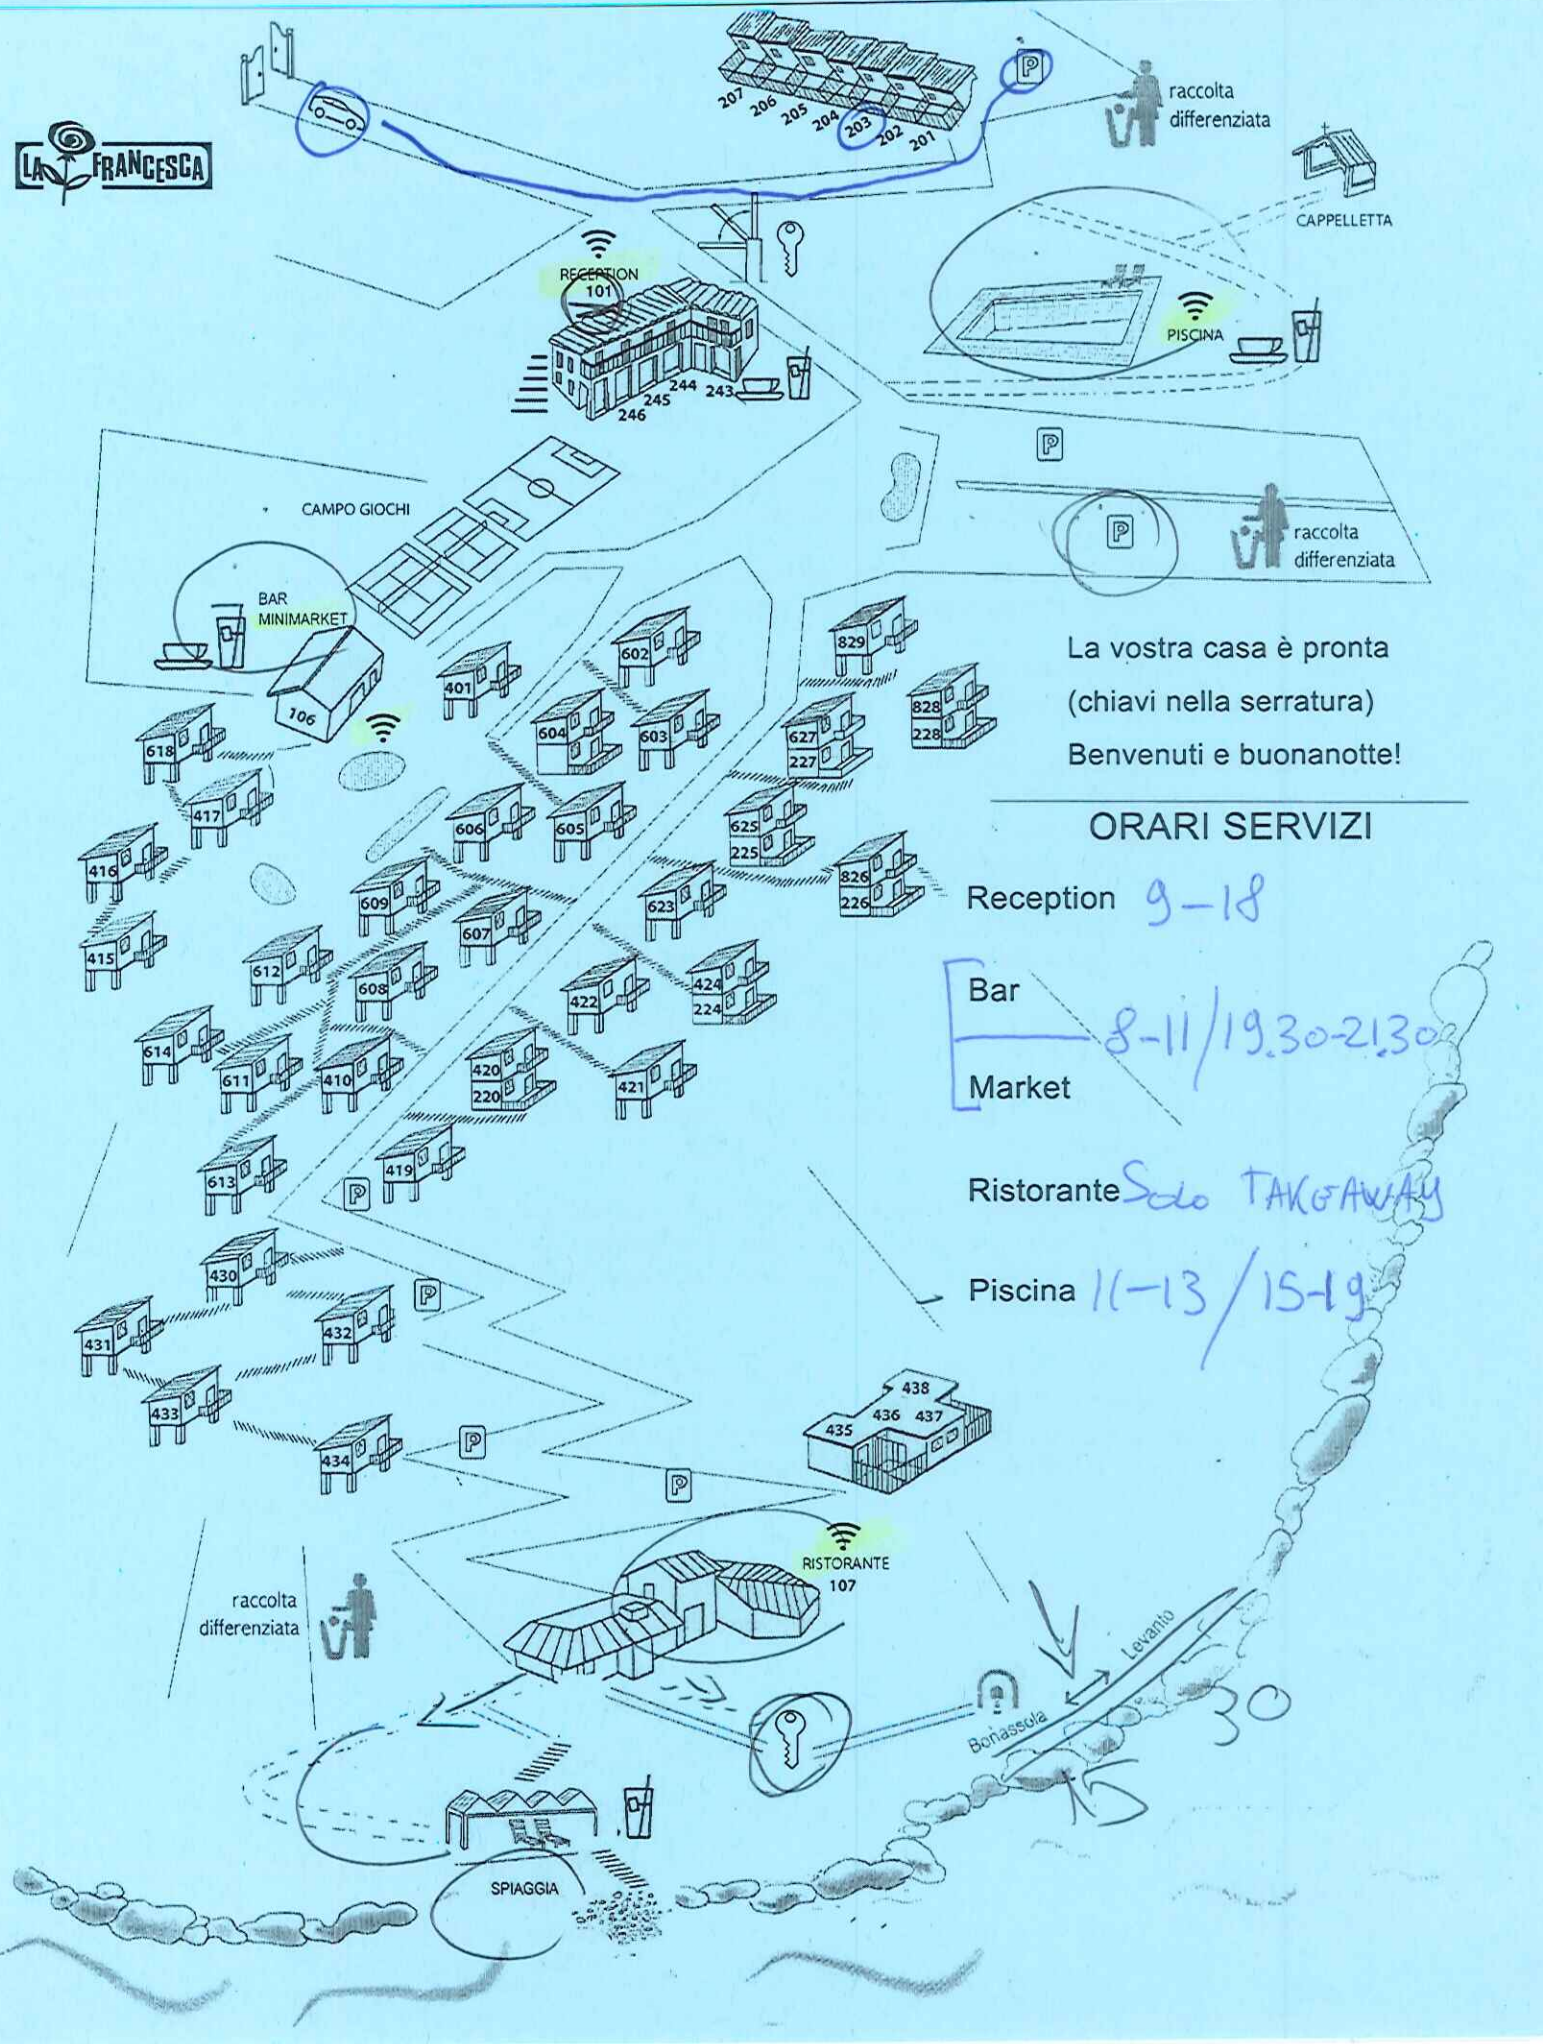 LA FRANCESCA
P
207 206 205 204 203 202 201
raccolta
differenziata
CAPPELLETTA
RECEPTION
101
PISCINA
244 243
245
246
P
CAMPO GIOCHI
P
raccolta
differenziata
BAR
MINIMARKET
106
602
829
401
828
228
604
603
627
227
618
417
606
605
625
225
416
826
226
609
623
607
415
612
608
422
424
224
614
611
410
420
220
421
613
419
P
430
P
431
432
433
434
P
438
436 437
435
P
La vostra casa è pronta
(chiavi nella serratura)
Benvenuti e buonanotte!
ORARI SERVIZI
Reception 9-18
Bar
8-11/19.30-21.30
Market
Ristorante Solo TAKEAWAY
Piscina 11-13/15-19
RISTORANTE
107
raccolta
differenziata
Levanto
Bonassola
30
15
SPIAGGIA